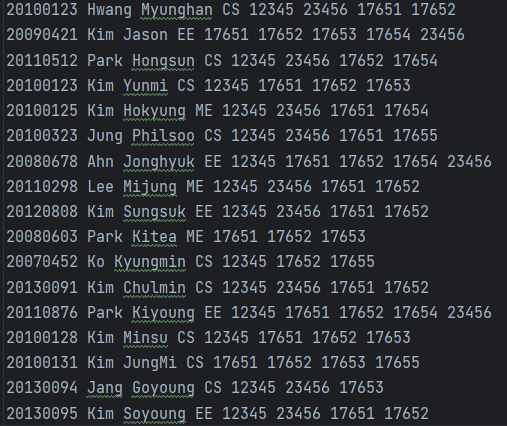 20100123 Hwang Myunghan CS 12345 23456 17651 17652
20090421 Kim Jason EE 17651 17652 17653 17654 23456
20110512 Park Hongsun CS 12345 23456 17652 17654
20100123 Kim Yunmi CS 12345 17651 17652 17653
20100125 Kim Hokyung ME 12345 23456 17651 17654
20100323 Jung Philsoo CS 12345 23456 17651 17655
20080678 Ahn Jonghyuk EE 12345 17651 17652 17654 23456
20110298 Lee Mijung ME 12345 23456 17651 17652
20120808 Kim Sungsuk EE 12345 23456 17651 17652
20080603 Park Kitea ME 17651 17652 17653
20070452 Ko Kyungmin CS 12345 17652 17655
20130091 Kim Chulmin CS 12345 23456 17651 17652
20110876 Park Kiyoung EE 12345 17651 17652 17654 23456
20100128 Kim Minsu CS 12345 17651 17652 17653
20100131 Kim JungMi CS 17651 17652 17653 17655
20130094 Jang Goyoung CS 12345 23456 17653
20130095 Kim Soyoung EE 12345 23456 17651 17652